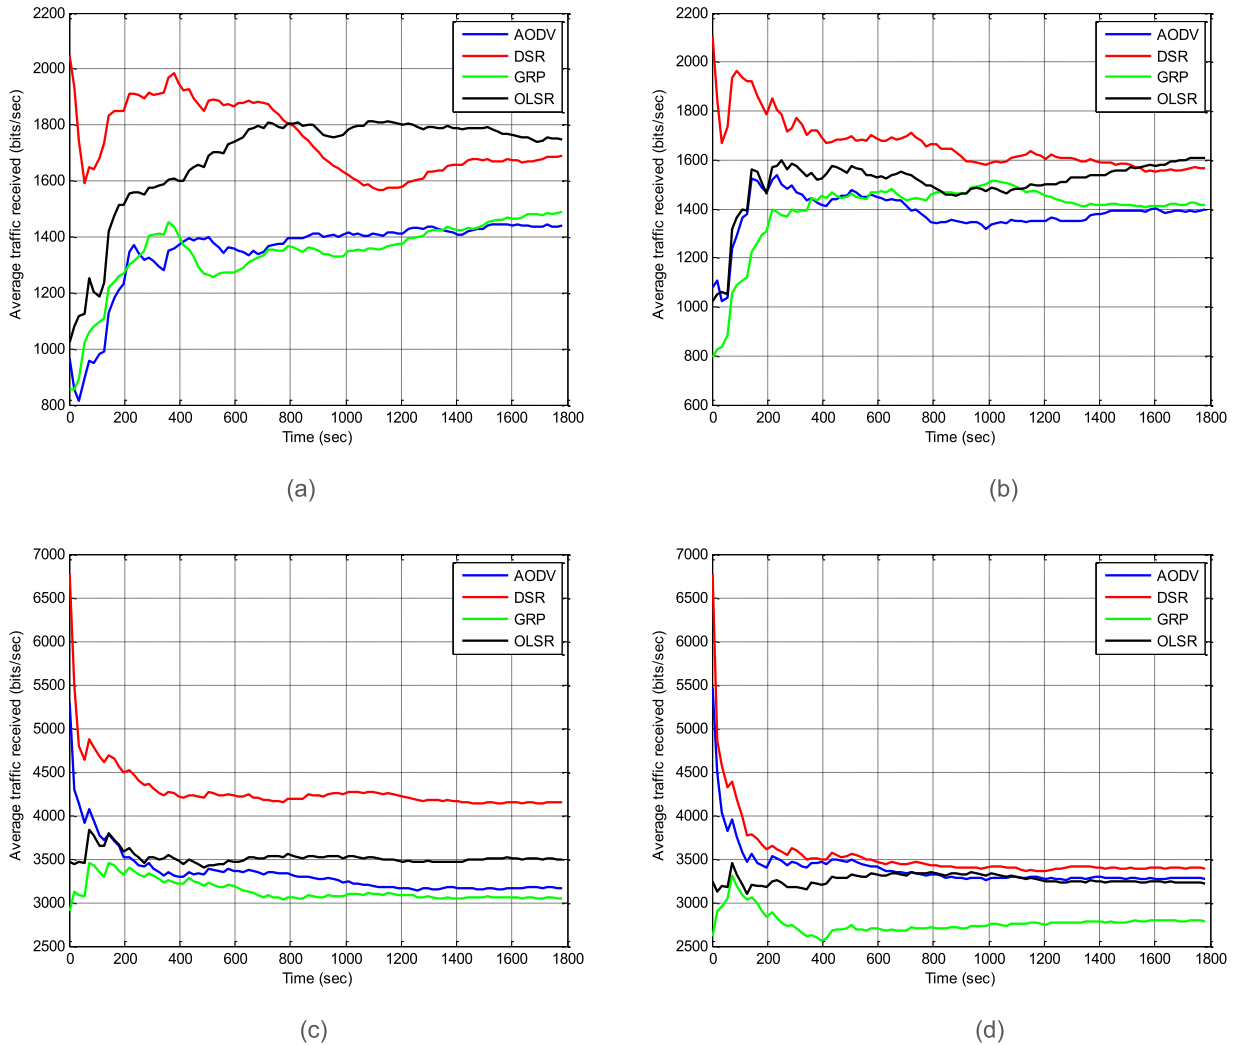 2200
2000
1800
1600
1400
1200
1000
800
Average traffic received (bits/sec)
0 200 400 600 800 1000 1200 1400 1600 1800
Time (sec)
AODV
DSR
GRP
OLSR
(a)
2200
2000
1800
1600
1400
1200
1000
800
600
Average traffic received (bits/sec)
0 200 400 600 800 1000 1200 1400 1600 1800
Time (sec)
AODV
DSR
GRP
OLSR
(b)
7000
6500
6000
5500
5000
4500
4000
3500
3000
2500
Average traffic received (bits/sec)
0 200 400 600 800 1000 1200 1400 1600 1800
Time (sec)
AODV
DSR
GRP
OLSR
(c)
7000
6500
6000
5500
5000
4500
4000
3500
3000
2500
Average traffic received (bits/sec)
0 200 400 600 800 1000 1200 1400 1600 1800
Time (sec)
AODV
DSR
GRP
OLSR
(d)